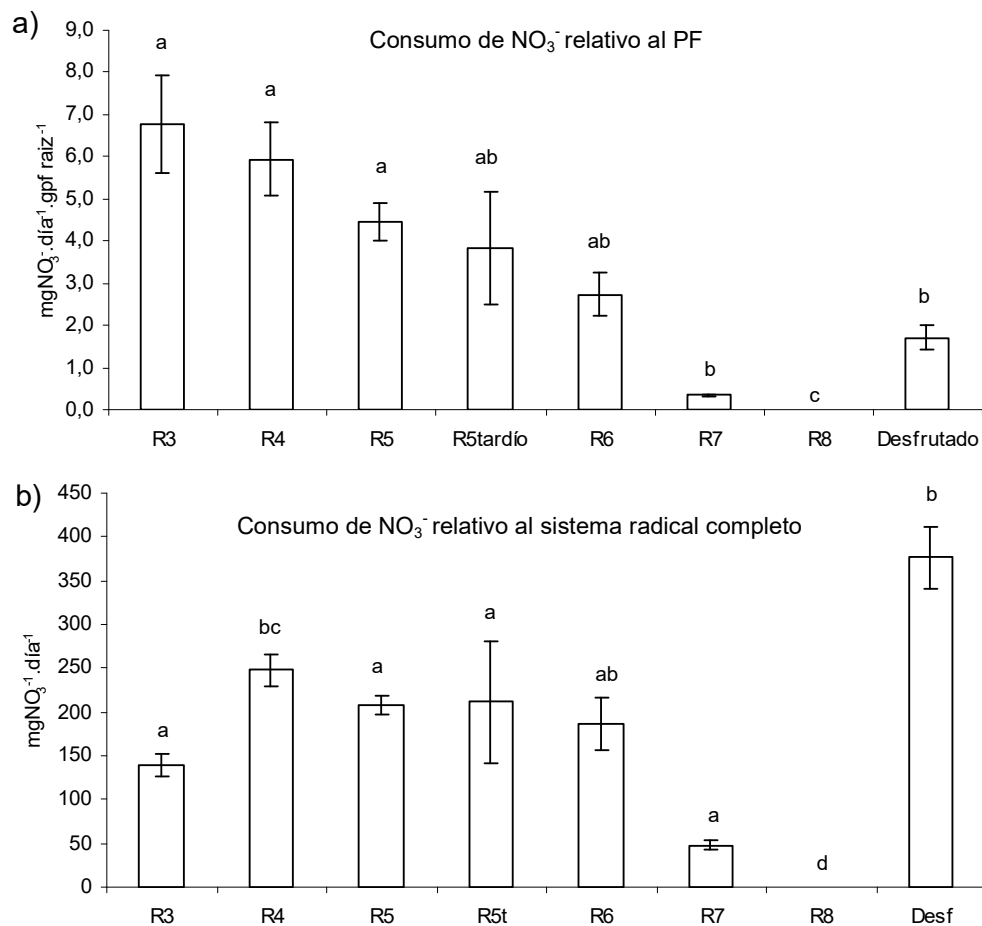 a)
Consumo de NO₃⁻ relativo al PF
mgNO₃⁻.día⁻¹.gpf raiz⁻¹
9,0
8,0
7,0
6,0
5,0
4,0
3,0
2,0
1,0
0,0
a
a
a
ab
ab
b
c
b
R3 R4 R5 R5tardío R6 R7 R8 Desfrutado
b)
Consumo de NO₃⁻ relativo al sistema radical completo
mgNO₃⁻¹.día⁻¹
450
400
350
300
250
200
150
100
50
0
a
bc
a
a
ab
a
d
b
R3 R4 R5 R5t R6 R7 R8 Desf